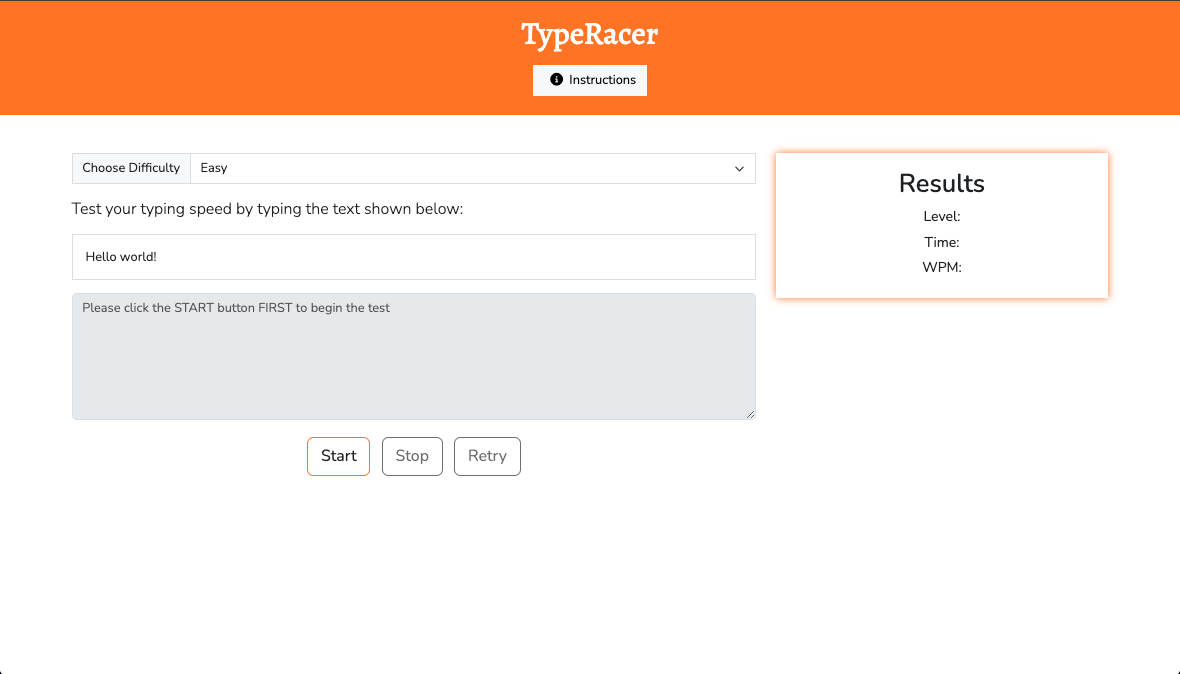 TypeRacer
Instructions
Choose Difficulty Easy
Test your typing speed by typing the text shown below:
Hello world!
Please click the START button FIRST to begin the test
Start Stop Retry
Results
Level:
Time:
WPM: